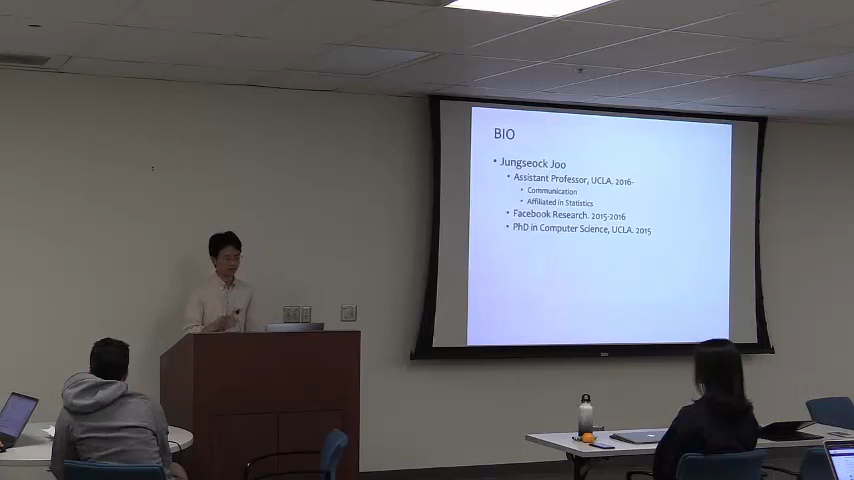 BIO
• Jungseock Joo
• Assistant Professor, UCLA. 2016-
• Communication
• Affiliated in Statistics
• Facebook Research. 2015-2016
• PhD in Computer Science, UCLA. 2015